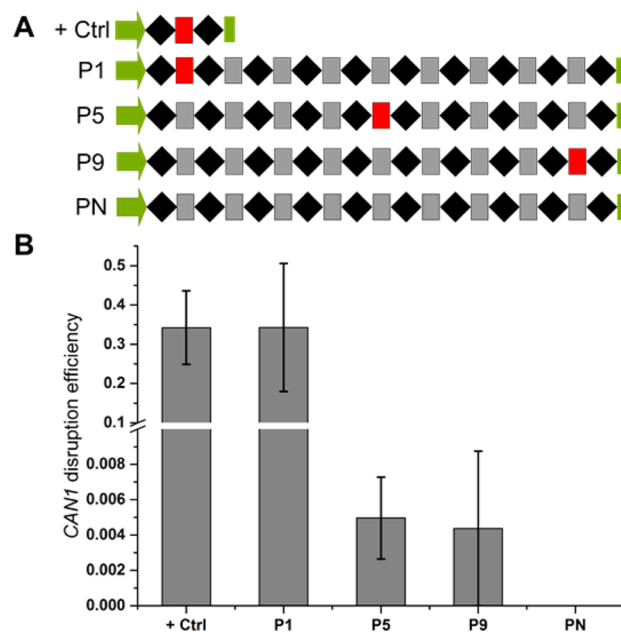 A
+ Ctrl
P1
P5
P9
PN
B
CAN1 disruption efficiency
0.5
0.4
0.3
0.2
0.1
0.008
0.006
0.004
0.002
0.000
+ Ctrl P1 P5 P9 PN